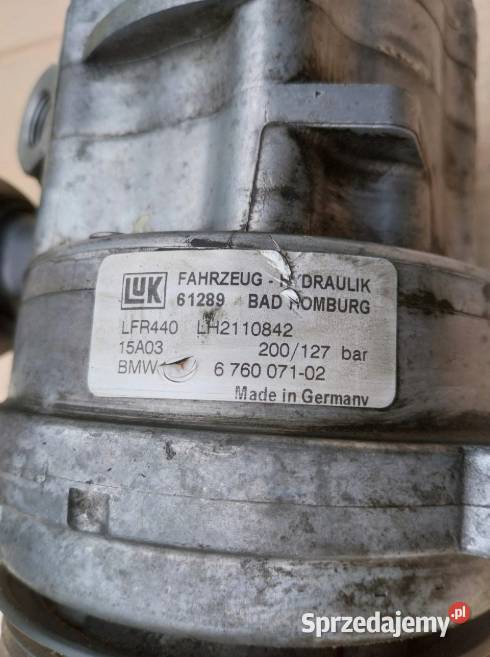 LUK FAHRZEUG - HYDRAULIK
61289 BAD HOMBURG
LFR440 LH2110842
15A03 200/127 bar
BMW 6 760 071-02
Made in Germany
Sprzedajemy.pl